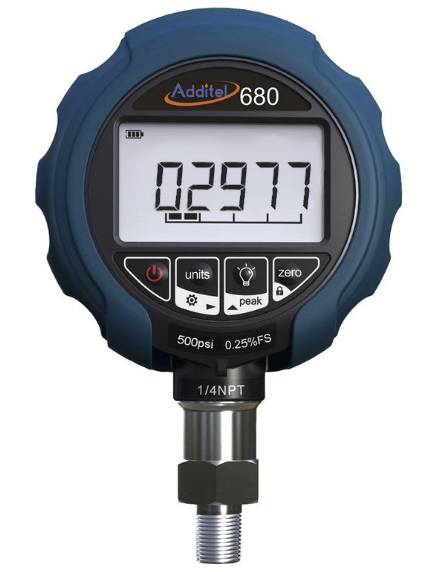 Additel 680
02977
units
zero
peak
500psi 0.25%FS
1/4NPT